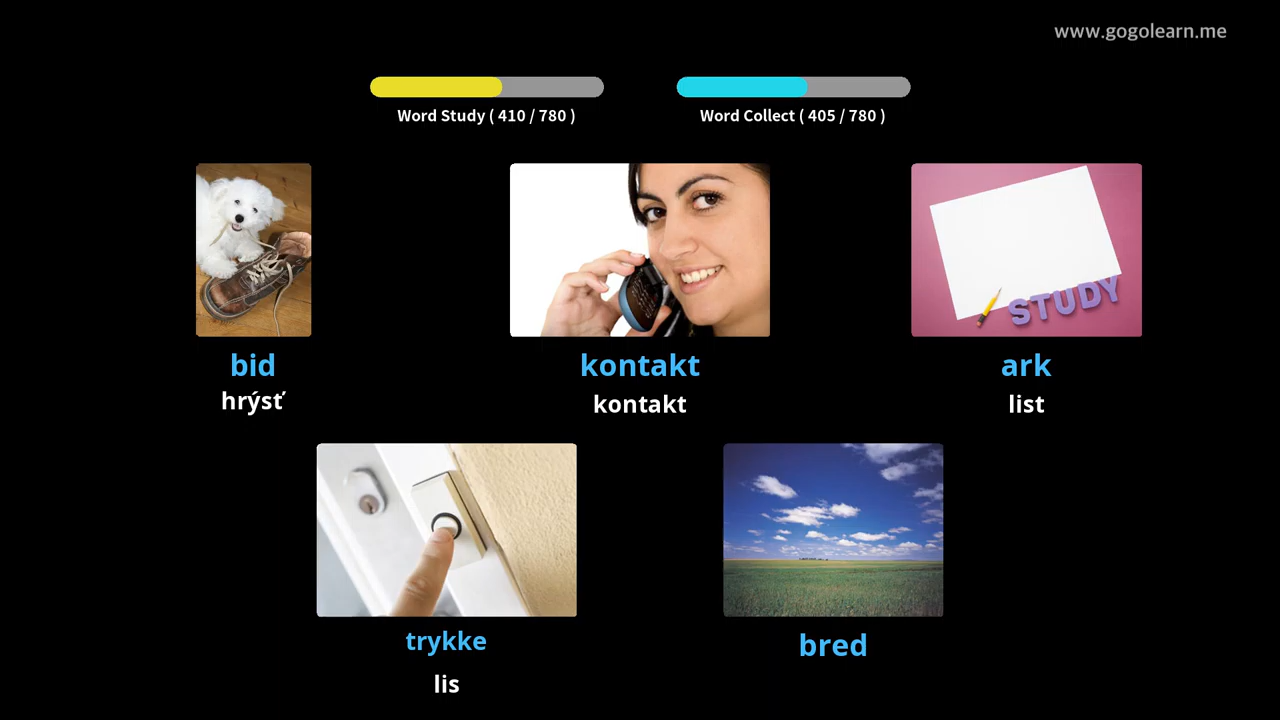 www.gogolearn.me
Word Study ( 410 / 780 )
Word Collect ( 405 / 780 )
STUDY
bid
hrýsť
kontakt
kontakt
ark
list
trykke
lis
bred